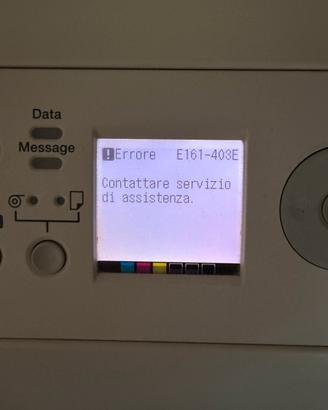 Data
Message
!Errore E161-403E
Contattare servizio
di assistenza.